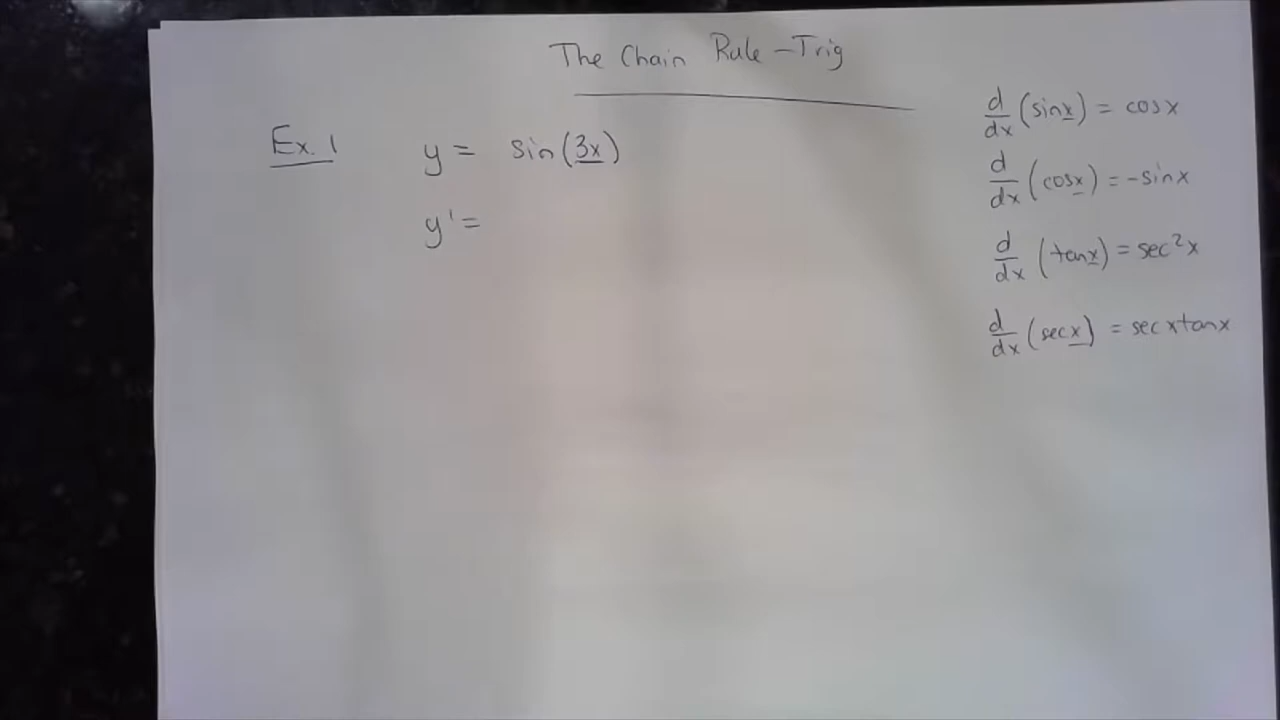 The Chain Rule - Trig
Ex. 1 y = sin(3x)
y' =
d/dx (sinx) = cosx
d/dx (cosx) = -sinx
d/dx (tanx) = sec²x
d/dx (secx) = secxtanx